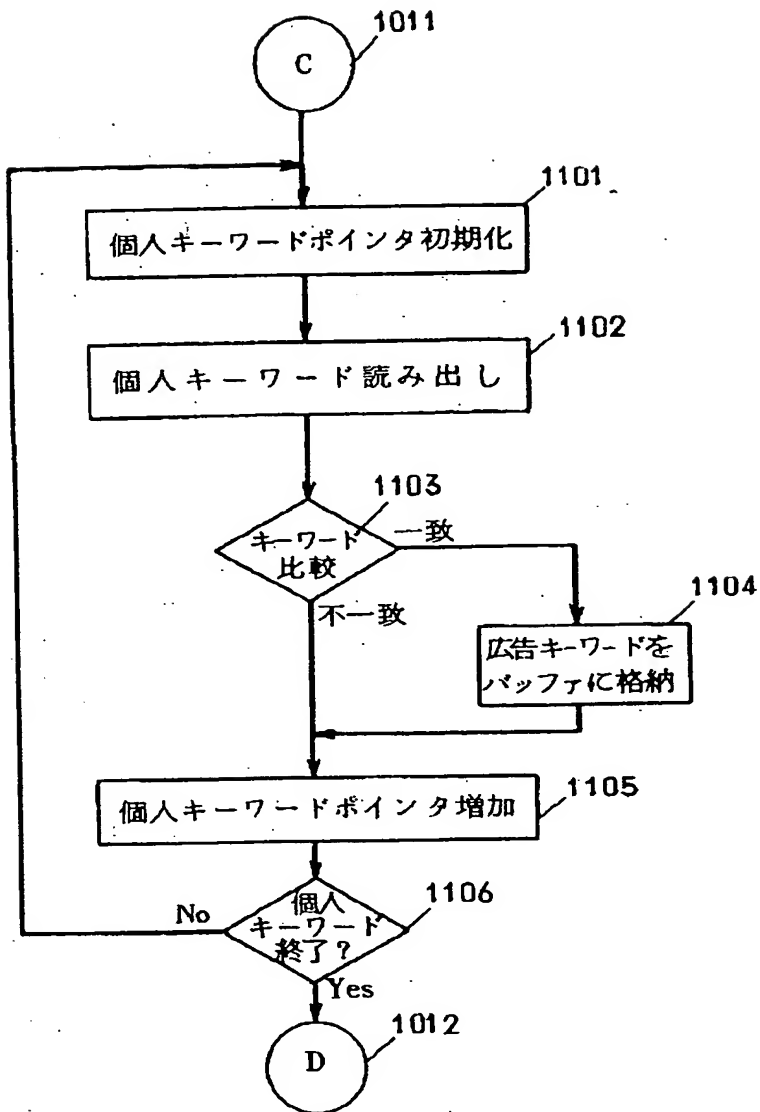 1011
C
1101
個人キーワードポインタ初期化
1102
個人キーワード読み出し
1103
キーワード
比較
一致
不一致
1104
広告キーワードを
バッファに格納
1105
個人キーワードポインタ増加
1106
個人
キーワード
終了?
No
Yes
1012
D